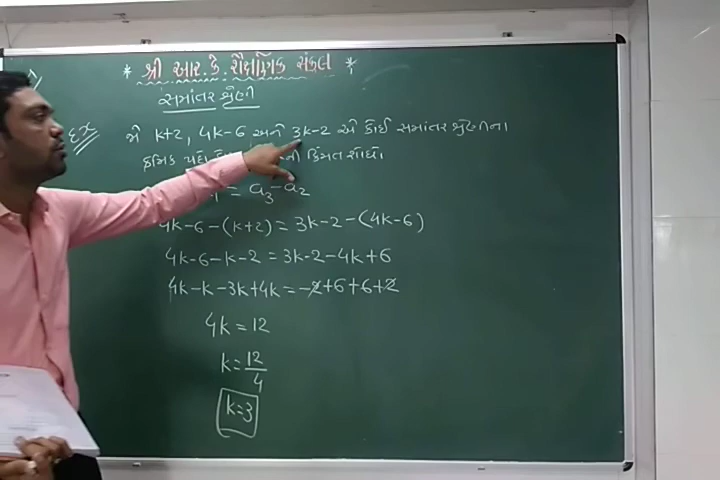 * શ્રી આર. કે. શૈક્ષણિક સંકુલ *
સમાંતર શ્રેણી
Ex જો k+2, 4k-6 અને 3k-2 એ કોઈ સમાંતર શ્રેણીના
ક્રમિક પદો કિંમત શોધો.
= a₃-a₂
4k-6-(k+2) = 3k-2-(4k-6)
4k-6-k-2 = 3k-2-4k+6
4k-k-3k+4k = -2+6+6+2
4k = 12
k = 12/4
k=3